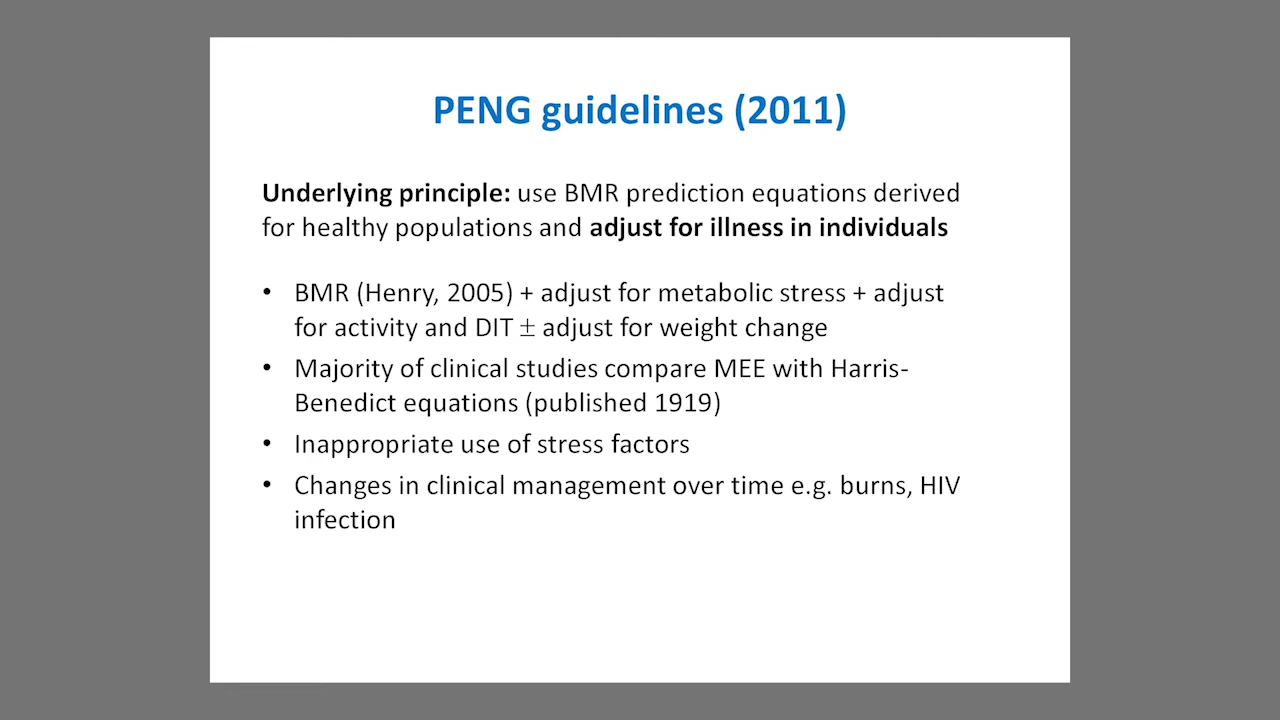 PENG guidelines (2011)
Underlying principle: use BMR prediction equations derived
for healthy populations and adjust for illness in individuals
• BMR (Henry, 2005) + adjust for metabolic stress + adjust
for activity and DIT ± adjust for weight change
• Majority of clinical studies compare MEE with Harris-
Benedict equations (published 1919)
• Inappropriate use of stress factors
• Changes in clinical management over time e.g. burns, HIV
infection